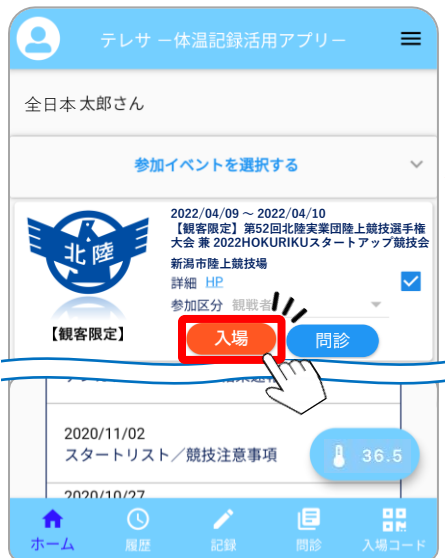 テレサ ー体温記録活用アプリー
全日本 太郎さん
参加イベントを選択する
北陸
【観客限定】
2022/04/09 ～ 2022/04/10
【観客限定】第52回北陸実業団陸上競技選手権
大会 兼 2022HOKURIKUスタートアップ競技会
新潟市陸上競技場
詳細 HP
参加区分 観戦者
入場
問診
2020/11/02
スタートリスト／競技注意事項
36.5
2020/10/27
ホーム
履歴
記録
問診
入場コード